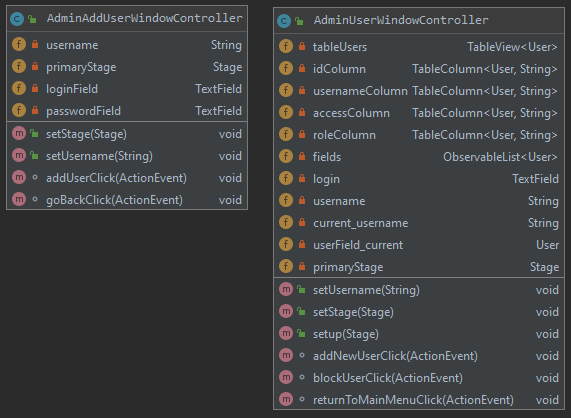 AdminAddUserWindowController
username String
primaryStage Stage
loginField TextField
passwordField TextField
setStage(Stage) void
setUsername(String) void
addUserClick(ActionEvent) void
goBackClick(ActionEvent) void
AdminUserWindowController
tableUsers TableView<User>
idColumn TableColumn<User, String>
usernameColumn TableColumn<User, String>
accessColumn TableColumn<User, String>
roleColumn TableColumn<User, String>
fields ObservableList<User>
login TextField
username String
current_username String
userField_current User
primaryStage Stage
setUsername(String) void
setStage(Stage) void
setup(Stage) void
addNewUserClick(ActionEvent) void
blockUserClick(ActionEvent) void
returnToMainMenuClick(ActionEvent) void